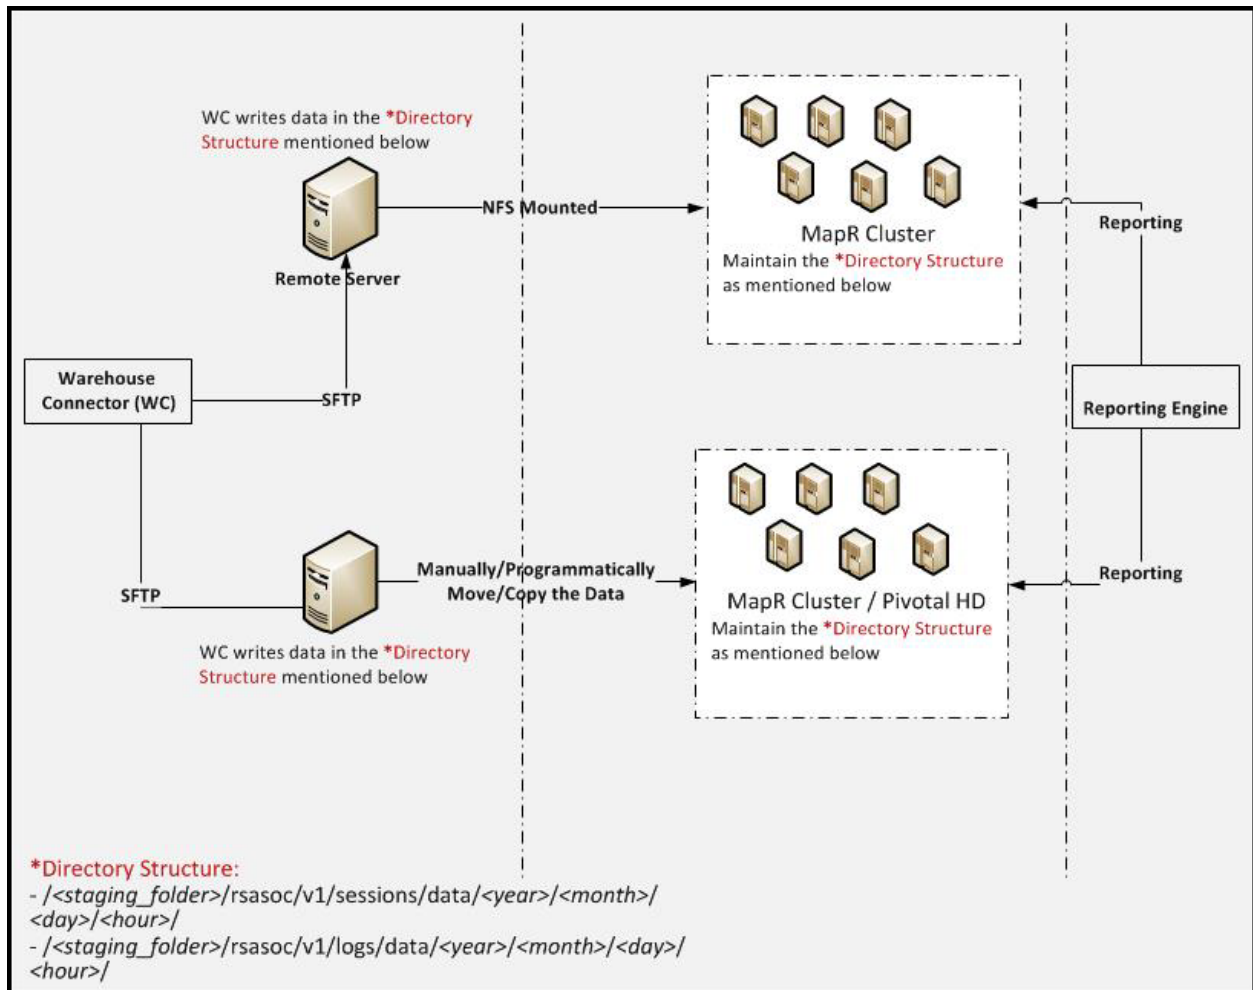 WC writes data in the *Directory
Structure mentioned below
NFS Mounted
Remote Server
MapR Cluster
Maintain the *Directory Structure
as mentioned below
Reporting
Warehouse
Connector (WC)
SFTP
Reporting Engine
SFTP
Manually/Programmatically
Move/Copy the Data
WC writes data in the *Directory
Structure mentioned below
MapR Cluster / Pivotal HD
Maintain the *Directory Structure
as mentioned below
Reporting
*Directory Structure:
- /<staging_folder>/rsasoc/v1/sessions/data/<year>/<month>/
<day>/<hour>/
- /<staging_folder>/rsasoc/v1/logs/data/<year>/<month>/<day>/
<hour>/